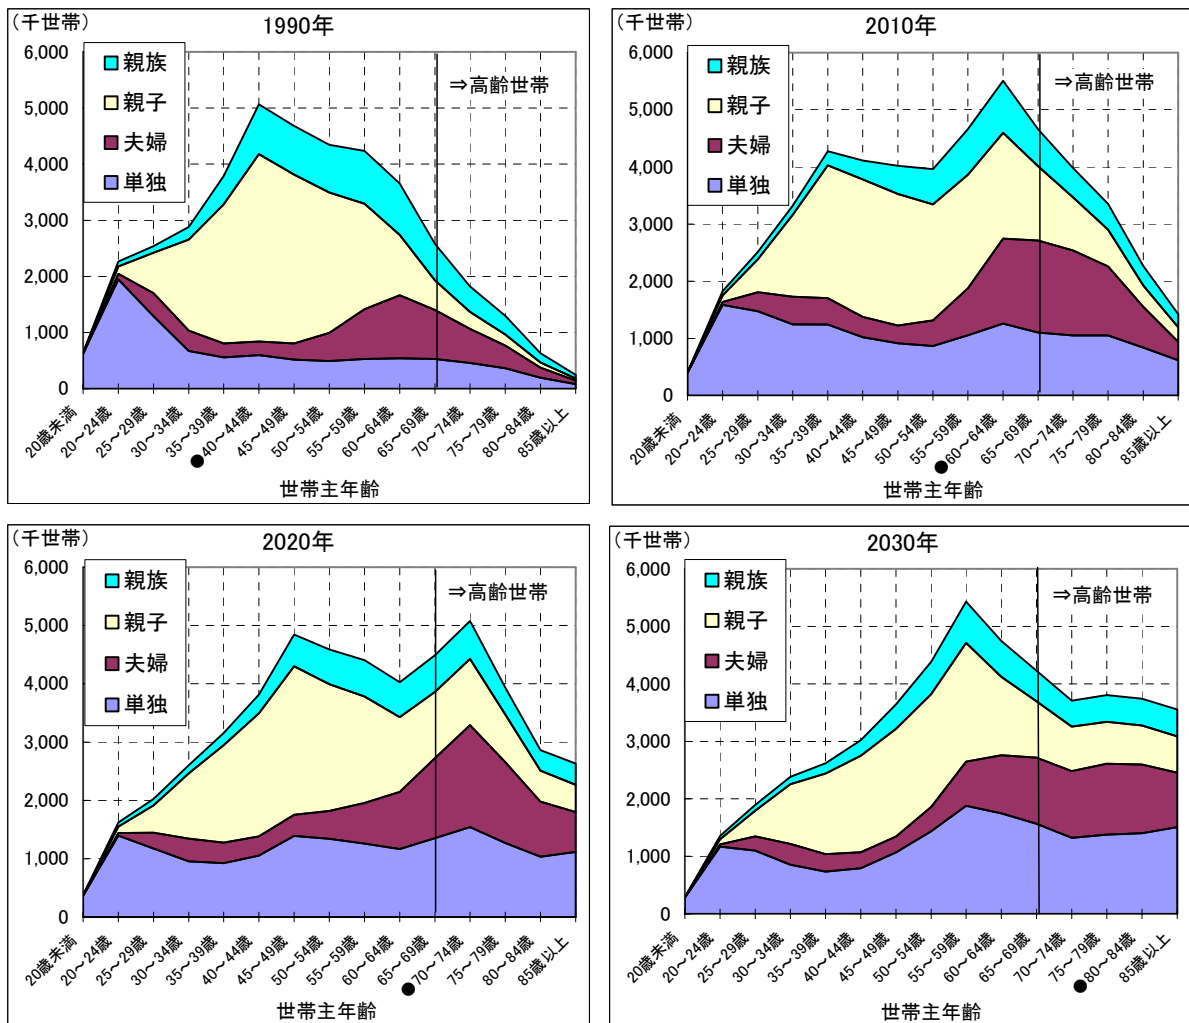 （千世帯）
1990年
6,000
5,000
4,000
3,000
2,000
1,000
0
親族
親子
夫婦
単独
⇒高齢世帯
20歳未満
20～24歳
25～29歳
30～34歳
35～39歳
40～44歳
45～49歳
50～54歳
55～59歳
60～64歳
65～69歳
70～74歳
75～79歳
80～84歳
85歳以上
●
世帯主年齢
（千世帯）
2010年
6,000
5,000
4,000
3,000
2,000
1,000
0
親族
親子
夫婦
単独
⇒高齢世帯
20歳未満
20～24歳
25～29歳
30～34歳
35～39歳
40～44歳
45～49歳
50～54歳
55～59歳
60～64歳
65～69歳
70～74歳
75～79歳
80～84歳
85歳以上
●
世帯主年齢
（千世帯）
2020年
6,000
5,000
4,000
3,000
2,000
1,000
0
親族
親子
夫婦
単独
⇒高齢世帯
20歳未満
20～24歳
25～29歳
30～34歳
35～39歳
40～44歳
45～49歳
50～54歳
55～59歳
60～64歳
65～69歳
70～74歳
75～79歳
80～84歳
85歳以上
●
世帯主年齢
（千世帯）
2030年
6,000
5,000
4,000
3,000
2,000
1,000
0
親族
親子
夫婦
単独
⇒高齢世帯
20歳未満
20～24歳
25～29歳
30～34歳
35～39歳
40～44歳
45～49歳
50～54歳
55～59歳
60～64歳
65～69歳
70～74歳
75～79歳
80～84歳
85歳以上
●
世帯主年齢